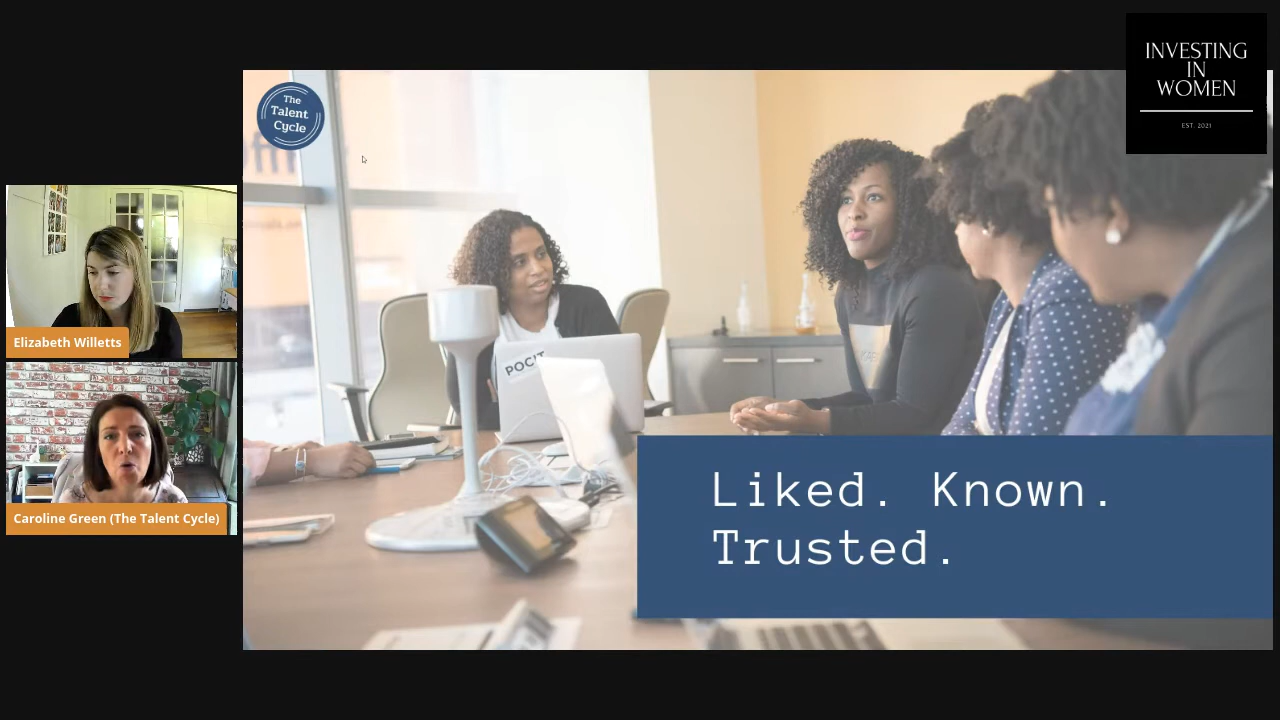 The
Talent
Cycle
INVESTING
IN
WOMEN
EST. 2021
Elizabeth Willetts
Caroline Green (The Talent Cycle)
POCIT
Liked. Known.
Trusted.